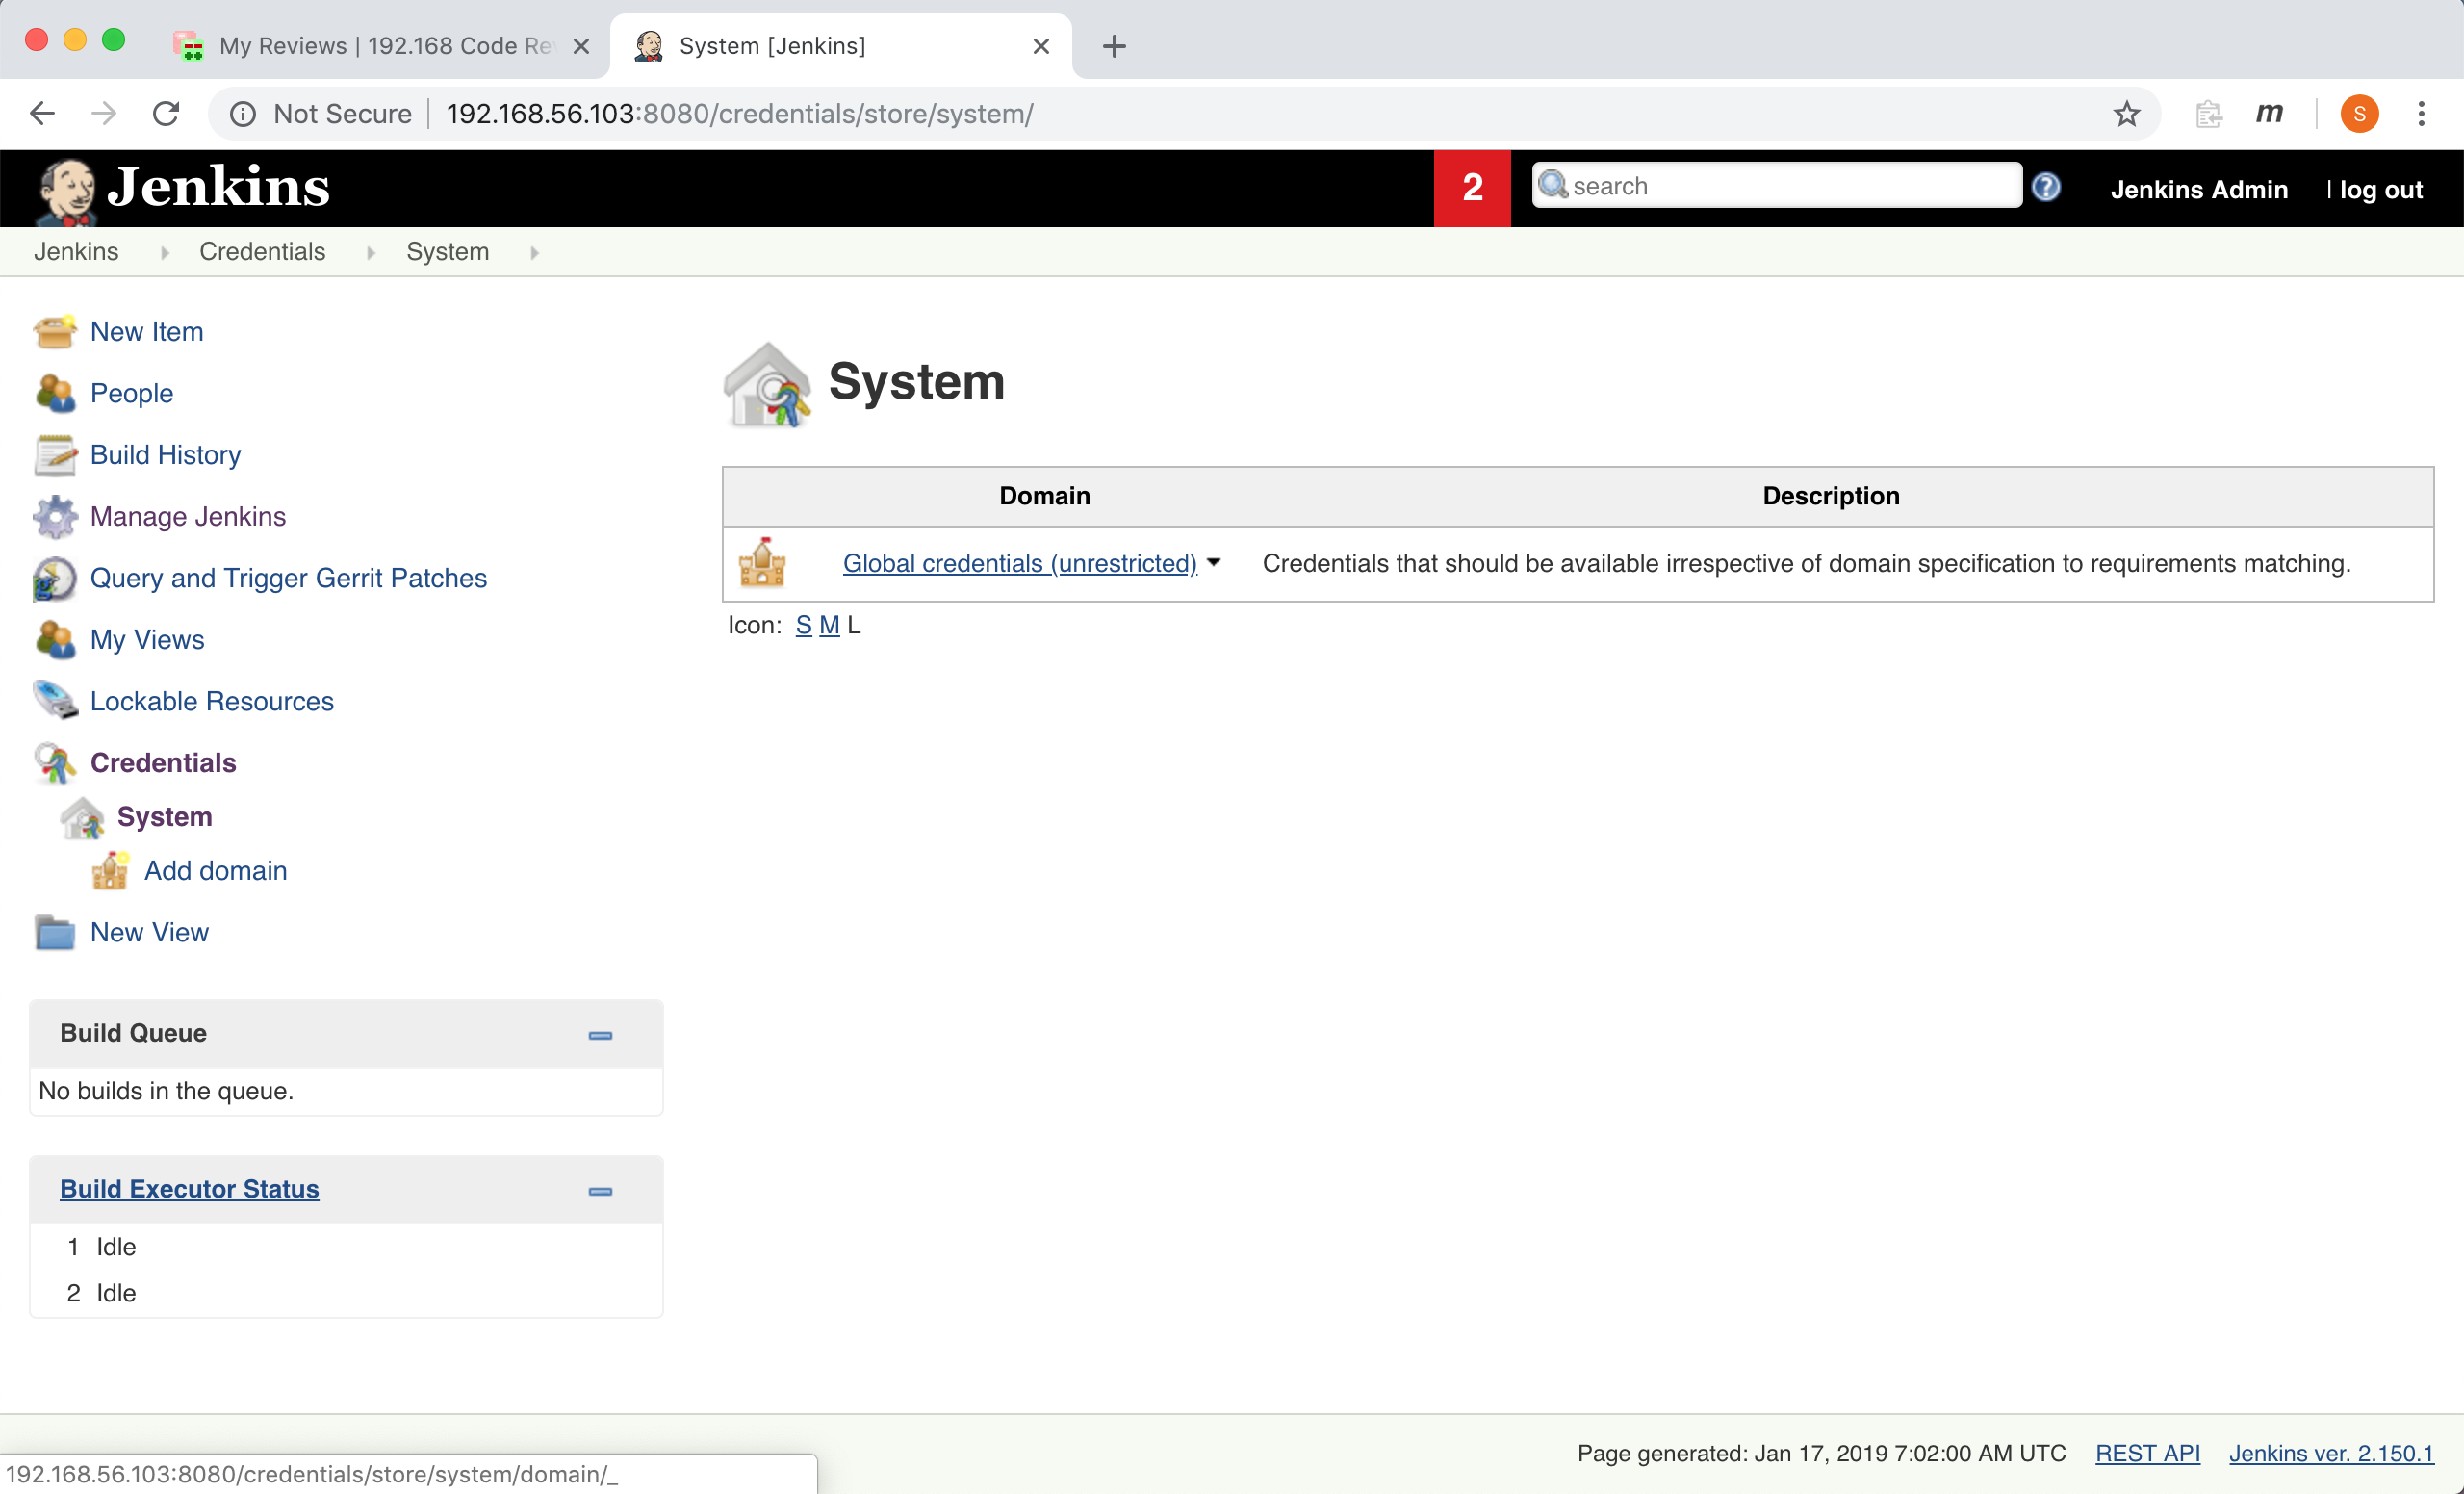 My Reviews | 192.168 Code Re
System [Jenkins]
Not Secure | 192.168.56.103:8080/credentials/store/system/
m
S
Jenkins
2
search
?
Jenkins Admin
| log out
Jenkins
Credentials
System
New Item
People
Build History
Manage Jenkins
Query and Trigger Gerrit Patches
My Views
Lockable Resources
Credentials
System
Add domain
New View
Build Queue
No builds in the queue.
Build Executor Status
1 Idle
2 Idle
System
Domain
Description
Global credentials (unrestricted)
Credentials that should be available irrespective of domain specification to requirements matching.
Icon: S M L
Page generated: Jan 17, 2019 7:02:00 AM UTC
REST API
Jenkins ver. 2.150.1
192.168.56.103:8080/credentials/store/system/domain/_